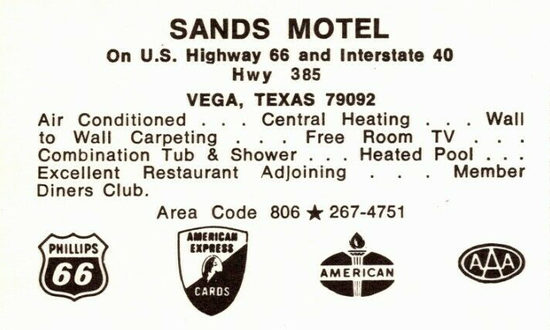 SANDS MOTEL
On U.S. Highway 66 and Interstate 40
Hwy 385
VEGA, TEXAS 79092
Air Conditioned . . . Central Heating . . . Wall
to Wall Carpeting . . . Free Room TV . . .
Combination Tub & Shower . . . Heated Pool . . .
Excellent Restaurant Adjoining . . . Member
Diners Club.
Area Code 806 ★ 267-4751
PHILLIPS
66
AMERICAN
EXPRESS
CARDS
AMERICAN
AAA